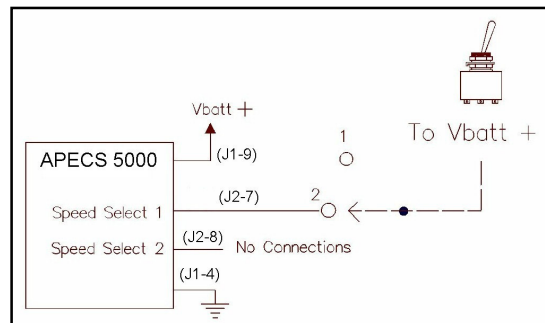 Vbatt +
APECS 5000
(J1-9)
1
To Vbatt +
Speed Select 1
(J2-7)
2
Speed Select 2
(J2-8)
No Connections
(J1-4)